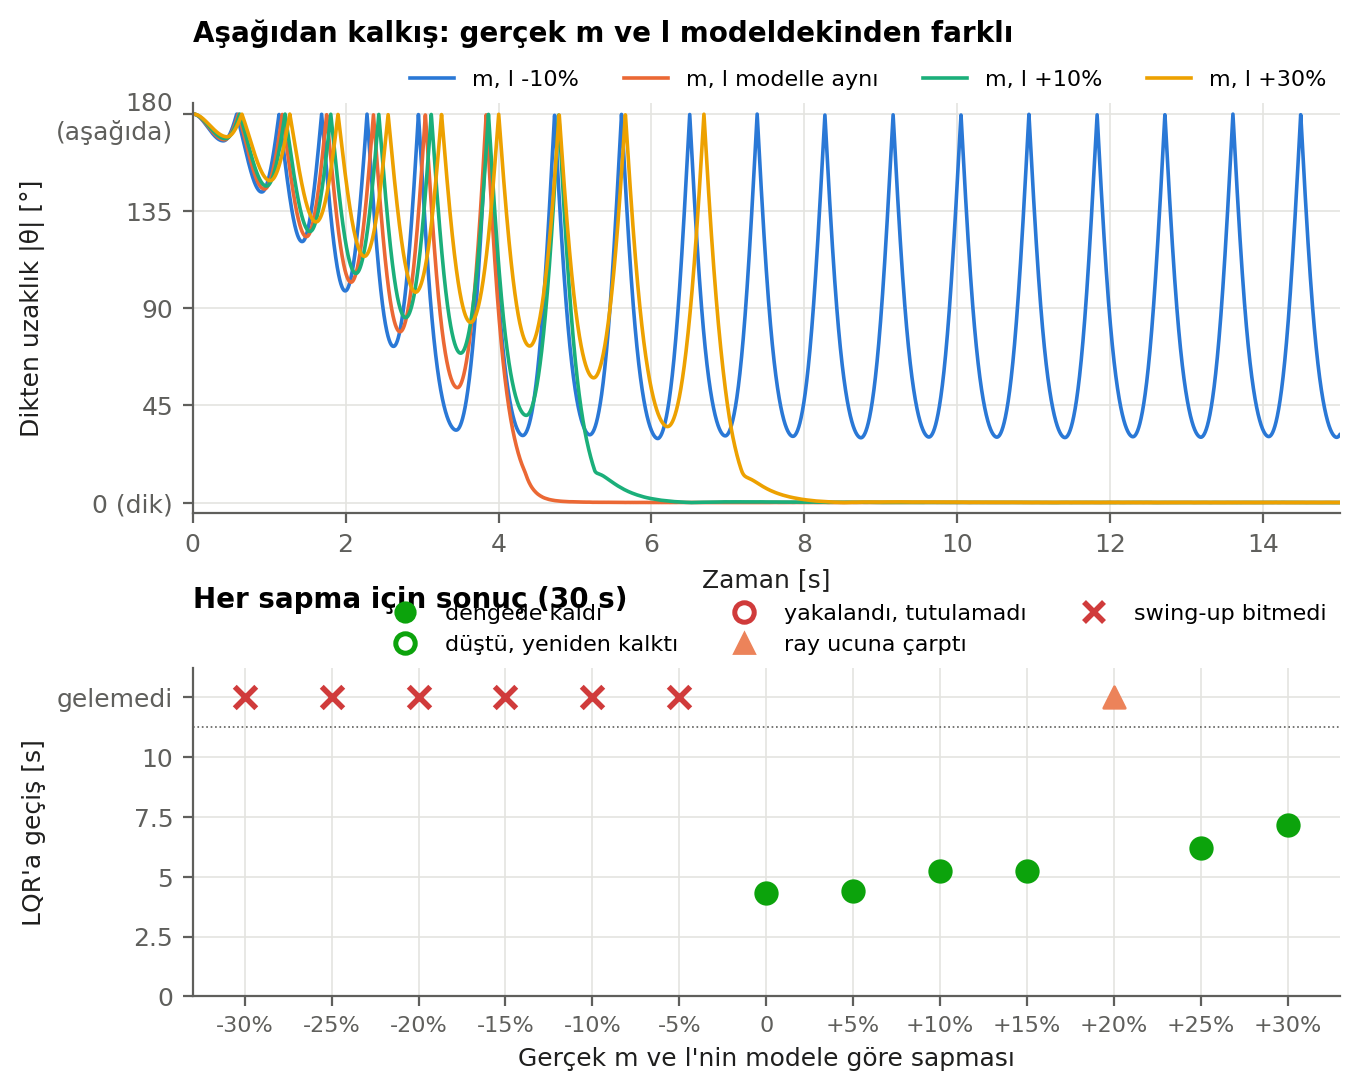 Aşağıdan kalkış: gerçek m ve l modeldekinden farklı
m, l -10%
m, l modelle aynı
m, l +10%
m, l +30%
Dikten uzaklık |θ| [°]
180
(aşağıda)
135
90
45
0 (dik)
0
2
4
6
8
10
12
14
Zaman [s]
Her sapma için sonuç (30 s)
dengede kaldı
yakalandı, tutulamadı
swing-up bitmedi
düştü, yeniden kalktı
ray ucuna çarptı
LQR'a geçiş [s]
gelemedi
10
7.5
5
2.5
0
-30%
-25%
-20%
-15%
-10%
-5%
0
+5%
+10%
+15%
+20%
+25%
+30%
Gerçek m ve l'nin modele göre sapması